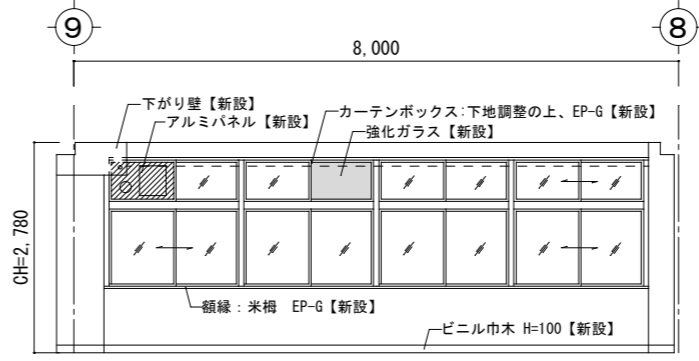 9
8
8,000
下がり壁【新設】
アルミパネル【新設】
カーテンボックス:下地調整の上、EP-G【新設】
強化ガラス【新設】
CH=2,780
額縁:米栂 EP-G【新設】
ビニル巾木 H=100【新設】